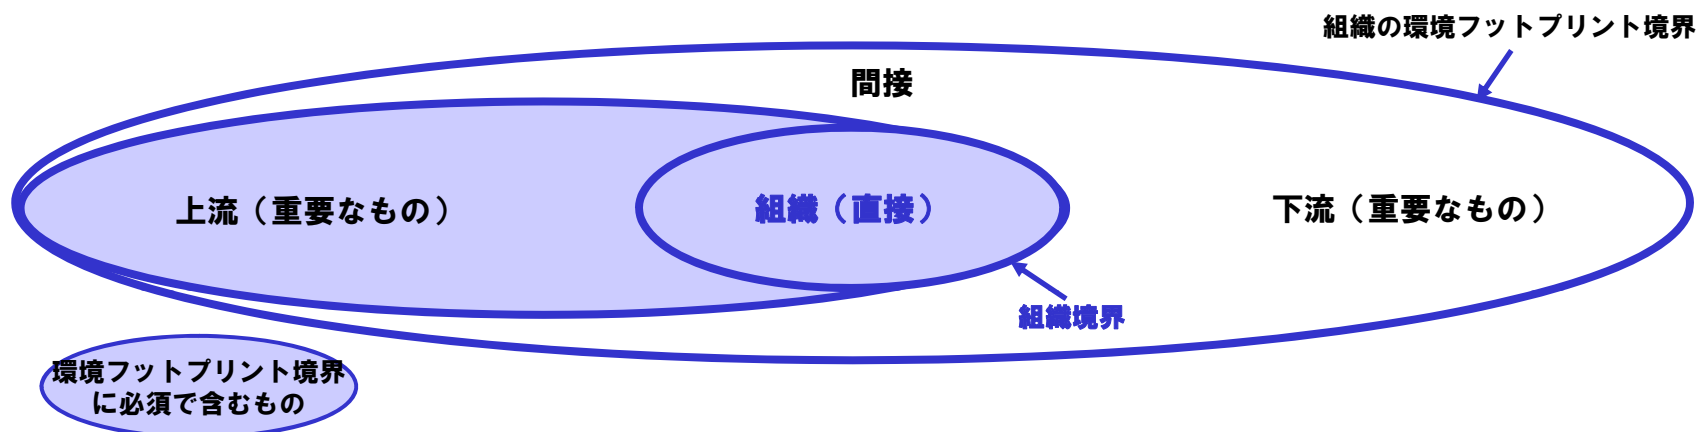 組織の環境フットプリント境界
間接
上流（重要なもの）
組織（直接）
下流（重要なもの）
組織境界
環境フットプリント境界
に必須で含むもの